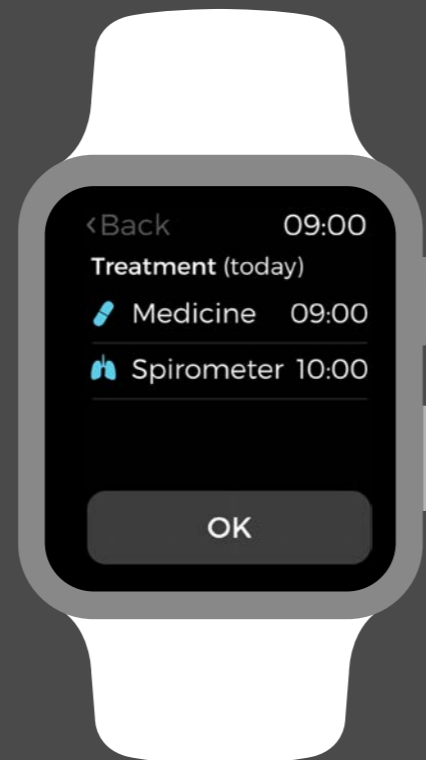 ‹Back 09:00
Treatment (today)
Medicine 09:00
Spirometer 10:00
OK